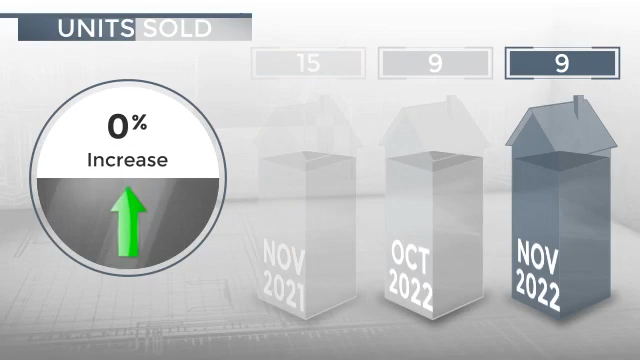 UNITS SOLD
15
9
9
0%
Increase
NOV
2021
OCT
2022
NOV
2022